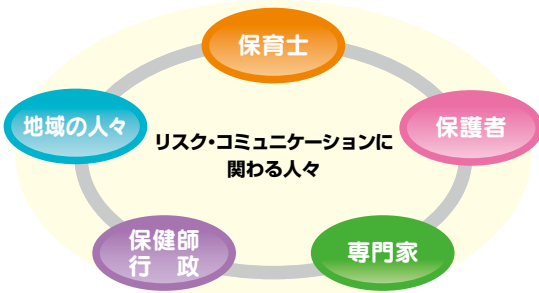 保育士
地域の人々
保護者
リスク・コミュニケーションに
関わる人々
保健師
行　政
専門家